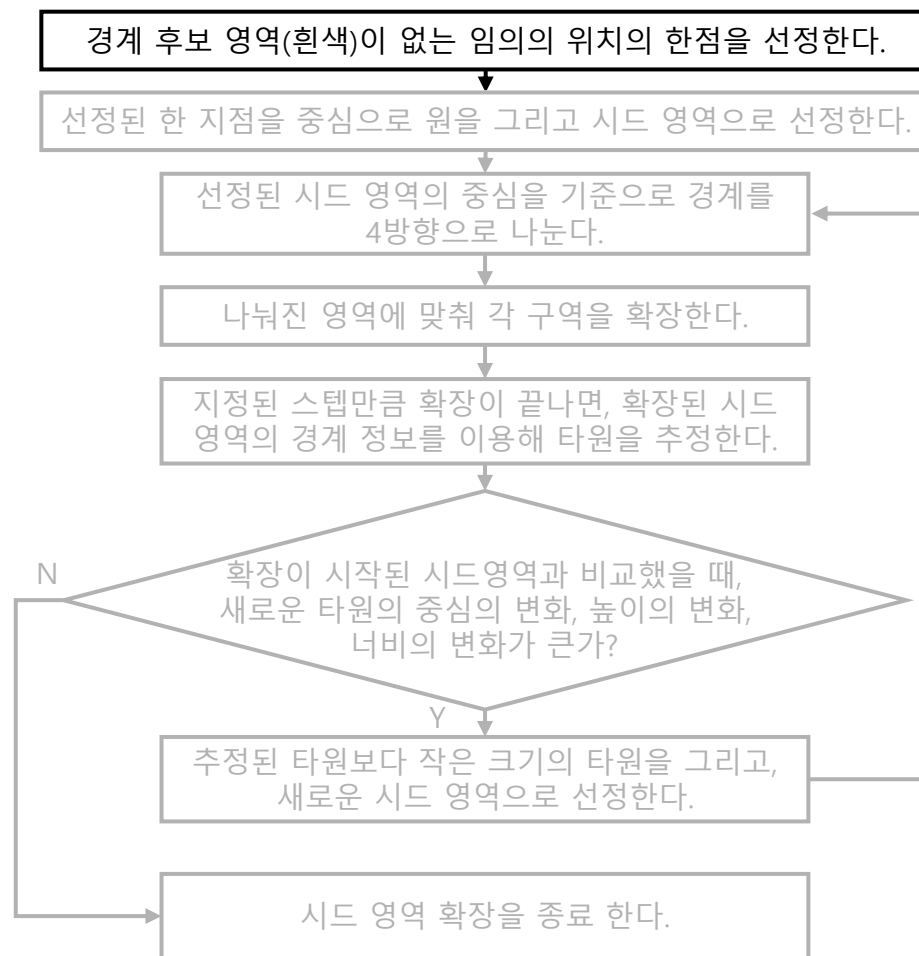 경계 후보 영역(흰색)이 없는 임의의 위치의 한점을 선정한다.
선정된 한 지점을 중심으로 원을 그리고 시드 영역으로 선정한다.
선정된 시드 영역의 중심을 기준으로 경계를
4방향으로 나눈다.
나눠진 영역에 맞춰 각 구역을 확장한다.
지정된 스텝만큼 확장이 끝나면, 확장된 시드
영역의 경계 정보를 이용해 타원을 추정한다.
N
확장이 시작된 시드영역과 비교했을 때,
새로운 타원의 중심의 변화, 높이의 변화,
너비의 변화가 큰가?
Y
추정된 타원보다 작은 크기의 타원을 그리고,
새로운 시드 영역으로 선정한다.
시드 영역 확장을 종료 한다.